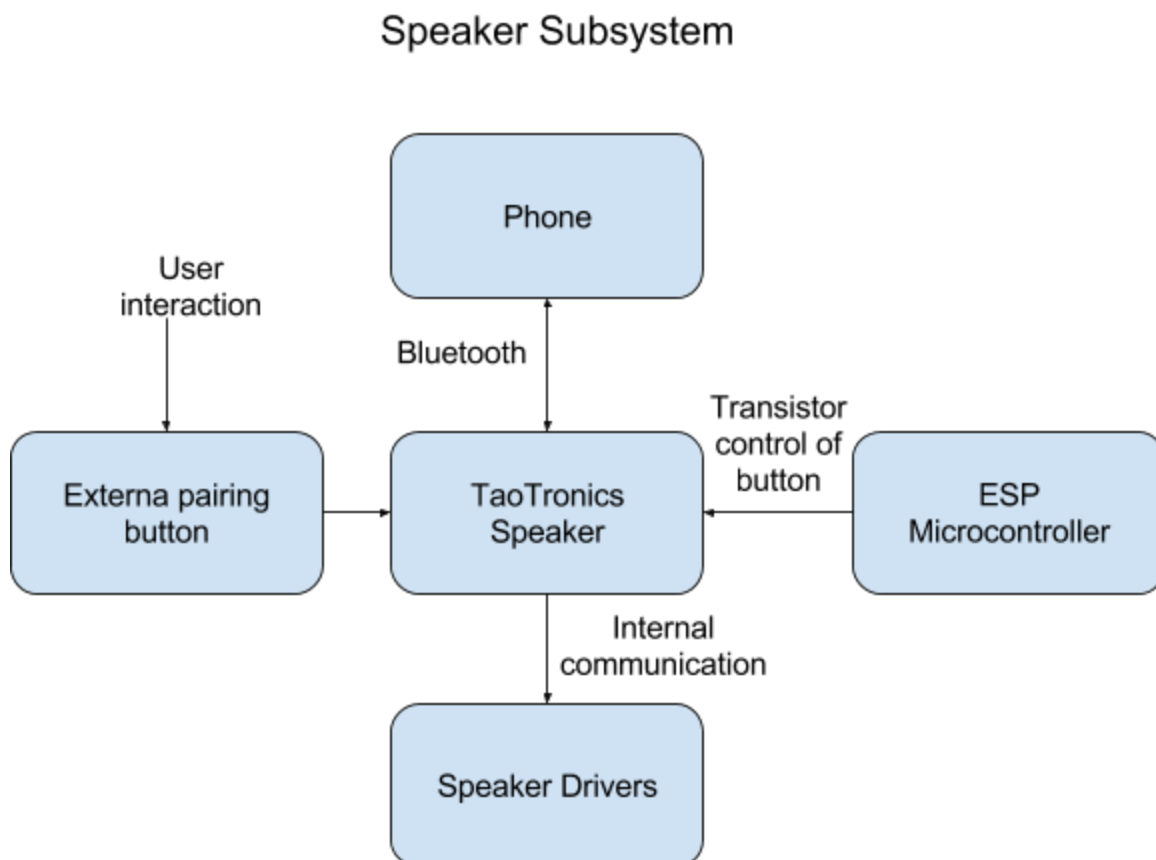 Speaker Subsystem
Phone
User
interaction
Bluetooth
Transistor
control of
button
Externa pairing
button
TaoTronics
Speaker
ESP
Microcontroller
Internal
communication
Speaker Drivers